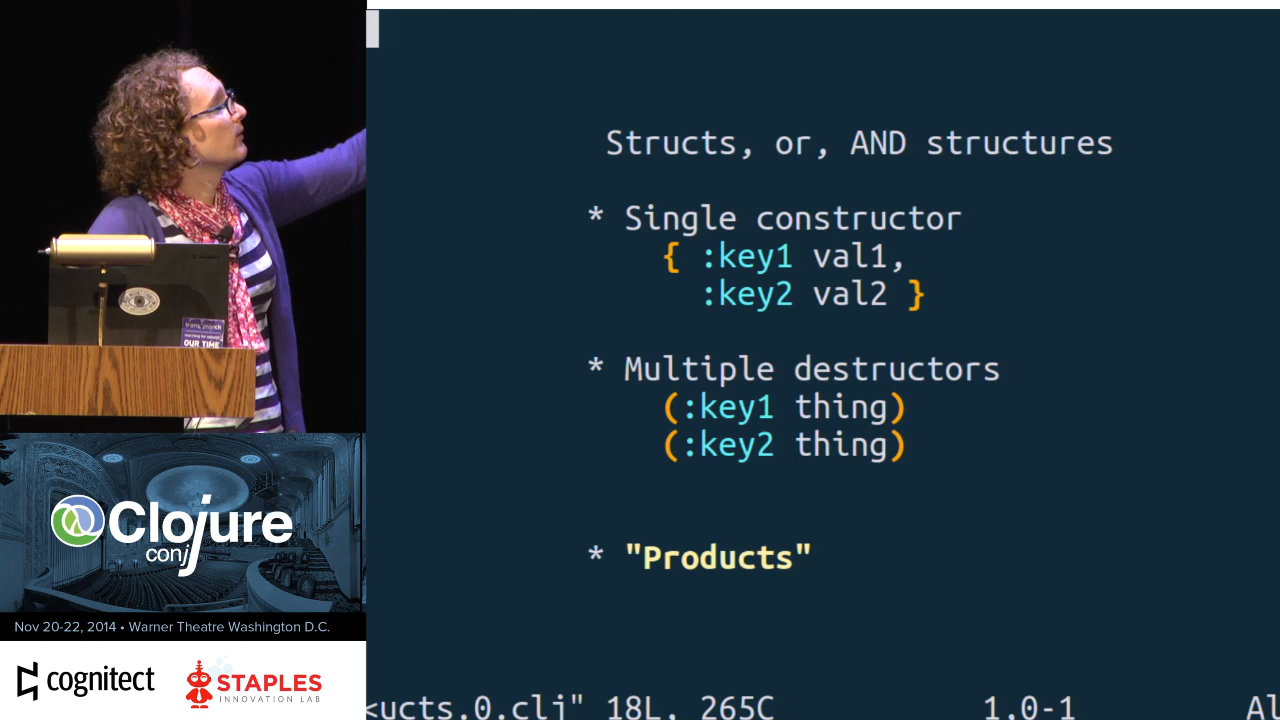 Structs, or, AND structures
* Single constructor
{ :key1 val1,
:key2 val2 }
* Multiple destructors
(:key1 thing)
(:key2 thing)
* "Products"
<ucts.0.clj" 18L, 265C 1,0-1 Al
OUR TIME
Clojure
conj
Nov 20-22, 2014 • Warner Theatre Washington D.C.
cognitect
STAPLES
INNOVATION LAB